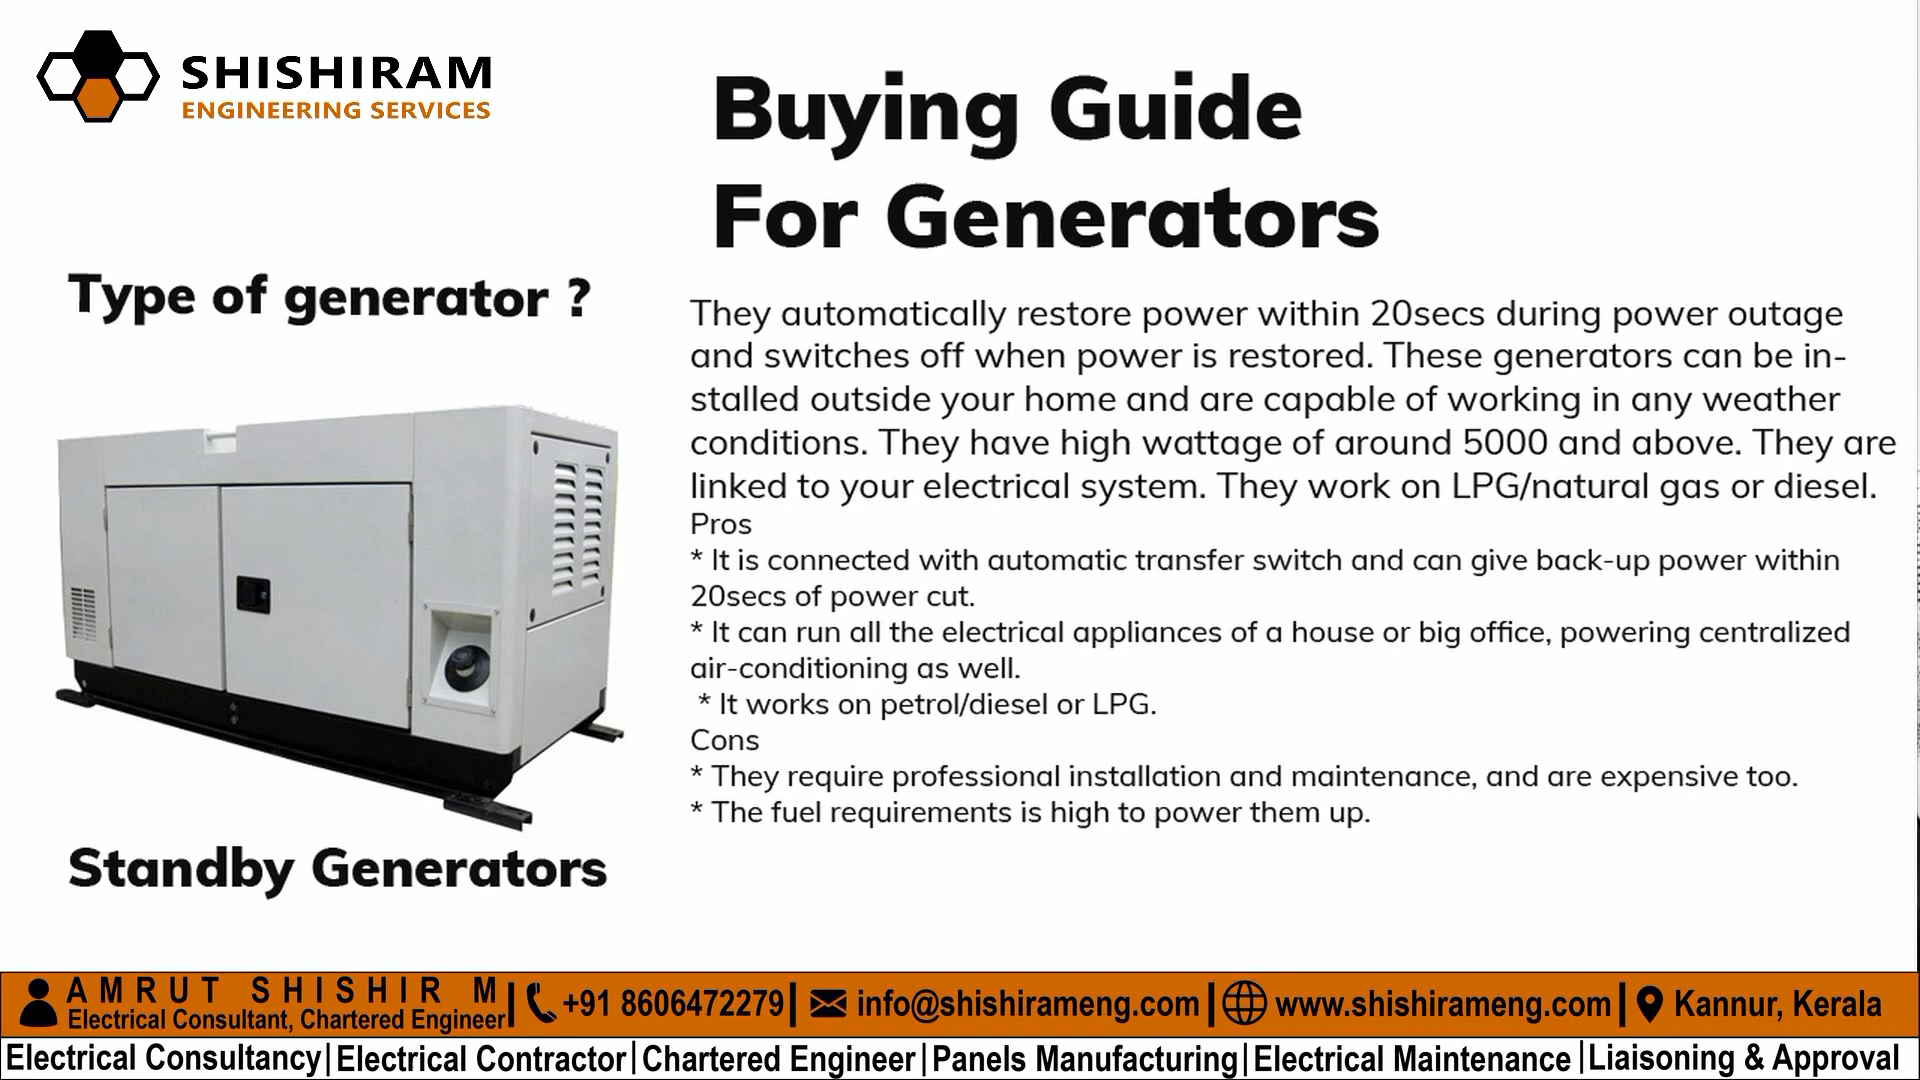 SHISHIRAM
ENGINEERING SERVICES
Buying Guide
For Generators
Type of generator ?
They automatically restore power within 20secs during power outage
and switches off when power is restored. These generators can be in-
stalled outside your home and are capable of working in any weather
conditions. They have high wattage of around 5000 and above. They are
linked to your electrical system. They work on LPG/natural gas or diesel.
Pros
* It is connected with automatic transfer switch and can give back-up power within
20secs of power cut.
* It can run all the electrical appliances of a house or big office, powering centralized
air-conditioning as well.
* It works on petrol/diesel or LPG.
Cons
* They require professional installation and maintenance, and are expensive too.
* The fuel requirements is high to power them up.
Standby Generators
AMRUT SHISHIR M
Electrical Consultant, Chartered Engineer
+91 8606472279| info@shishirameng.com | www.shishirameng.com | Kannur, Kerala
Electrical Consultancy|Electrical Contractor|Chartered Engineer|Panels Manufacturing|Electrical Maintenance |Liaisoning & Approval